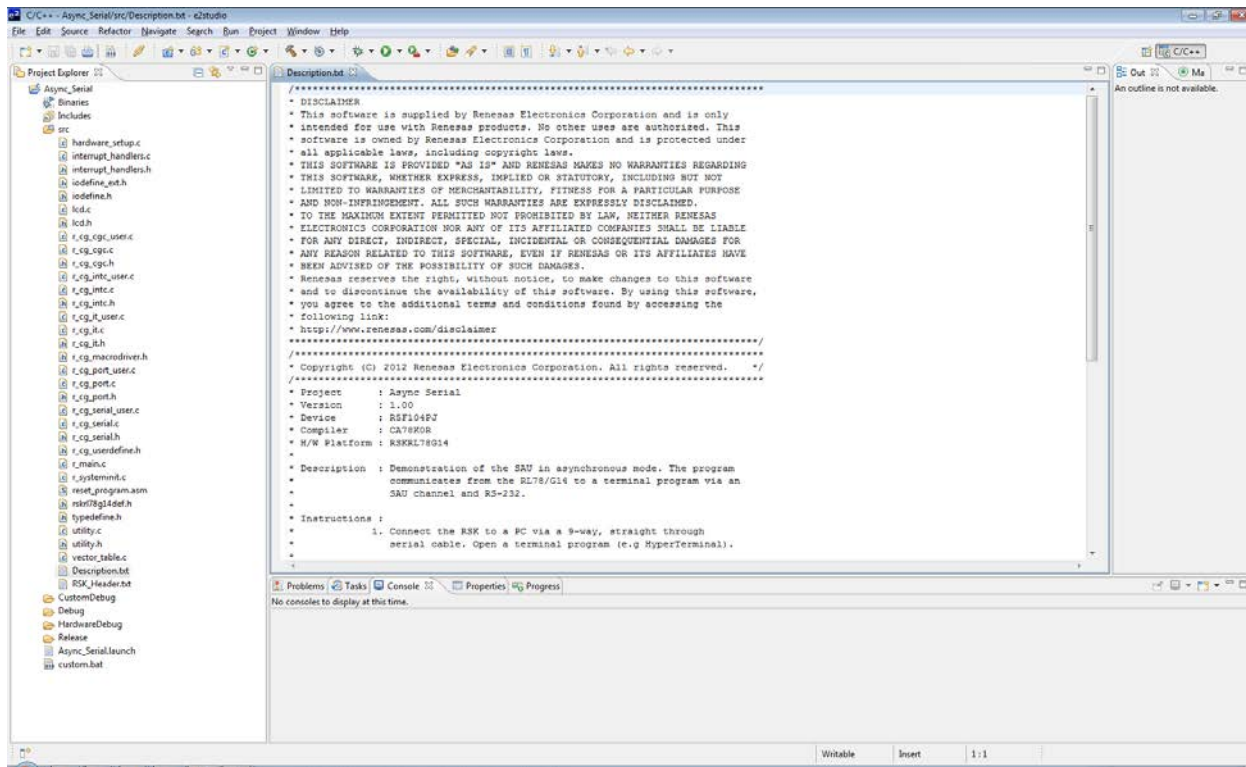 C/C++ - Async_Serial/src/Description.txt - e2studio
File Edit Source Refactor Navigate Search Run Project Window Help
C/C++
Project Explorer
Async_Serial
Binaries
Includes
src
hardware_setup.c
interrupt_handlers.c
interrupt_handlers.h
iodefine_ext.h
iodefine.h
lcd.c
lcd.h
r_cg_cgc_user.c
r_cg_cgc.c
r_cg_cgc.h
r_cg_intc_user.c
r_cg_intc.c
r_cg_intc.h
r_cg_it_user.c
r_cg_it.c
r_cg_it.h
r_cg_macrodriver.h
r_cg_port_user.c
r_cg_port.c
r_cg_port.h
r_cg_serial_user.c
r_cg_serial.c
r_cg_serial.h
r_cg_userdefine.h
r_main.c
r_systeminit.c
reset_program.asm
rskrl78g14def.h
typedefine.h
utility.c
utility.h
vector_table.c
Description.txt
RSK_Header.txt
CustomDebug
Debug
HardwareDebug
Release
Async_Serial.launch
custom.bat
Description.txt
/*******************************************************************************
* DISCLAIMER
* This software is supplied by Renesas Electronics Corporation and is only
* intended for use with Renesas products. No other uses are authorized. This
* software is owned by Renesas Electronics Corporation and is protected under
* all applicable laws, including copyright laws.
* THIS SOFTWARE IS PROVIDED "AS IS" AND RENESAS MAKES NO WARRANTIES REGARDING
* THIS SOFTWARE, WHETHER EXPRESS, IMPLIED OR STATUTORY, INCLUDING BUT NOT
* LIMITED TO WARRANTIES OF MERCHANTABILITY, FITNESS FOR A PARTICULAR PURPOSE
* AND NON-INFRINGEMENT. ALL SUCH WARRANTIES ARE EXPRESSLY DISCLAIMED.
* TO THE MAXIMUM EXTENT PERMITTED NOT PROHIBITED BY LAW, NEITHER RENESAS
* ELECTRONICS CORPORATION NOR ANY OF ITS AFFILIATED COMPANIES SHALL BE LIABLE
* FOR ANY DIRECT, INDIRECT, SPECIAL, INCIDENTAL OR CONSEQUENTIAL DAMAGES FOR
* ANY REASON RELATED TO THIS SOFTWARE, EVEN IF RENESAS OR ITS AFFILIATES HAVE
* BEEN ADVISED OF THE POSSIBILITY OF SUCH DAMAGES.
* Renesas reserves the right, without notice, to make changes to this software
* and to discontinue the availability of this software. By using this software,
* you agree to the additional terms and conditions found by accessing the
* following link:
* http://www.renesas.com/disclaimer
*******************************************************************************/
/*******************************************************************************
* Copyright (C) 2012 Renesas Electronics Corporation. All rights reserved. */
/*******************************************************************************
* Project : Async Serial
* Version : 1.00
* Device : R5F104PJ
* Compiler : CA78K0R
* H/W Platform : RSKRL78G14
*
* Description : Demonstration of the SAU in asynchronous mode. The program
* communicates from the RL78/G14 to a terminal program via an
* SAU channel and RS-232.
*
* Instructions :
* 1. Connect the RSK to a PC via a 9-way, straight through
* serial cable. Open a terminal program (e.g HyperTerminal).
*
Out Ma
An outline is not available.
Problems Tasks Console Properties Progress
No consoles to display at this time.
Writable Insert 1:1